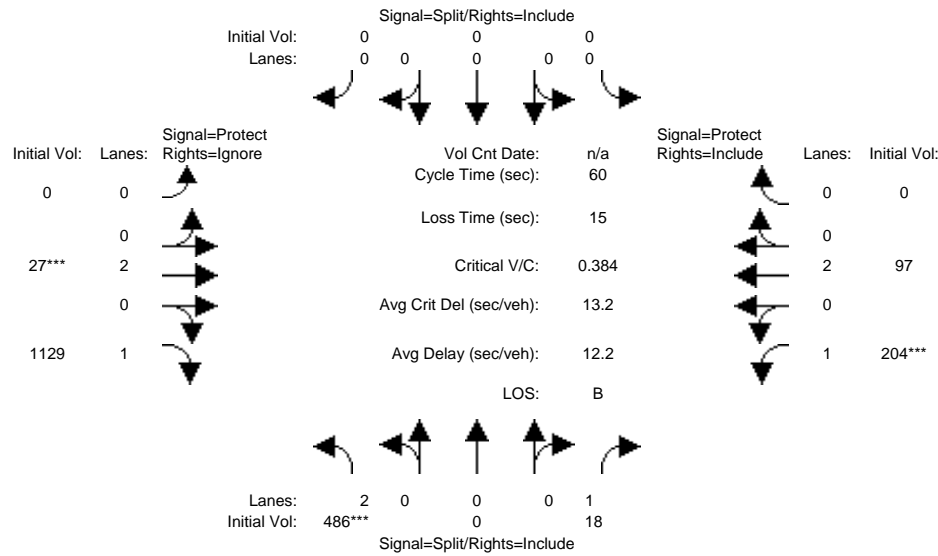 Signal=Split/Rights=Include
Initial Vol: 0 0 0
Lanes: 0 0 0 0 0
Signal=Protect Signal=Protect
Initial Vol: Lanes: Rights=Ignore Vol Cnt Date: n/a Rights=Include Lanes: Initial Vol:
Cycle Time (sec): 60
0 0 0 0
Loss Time (sec): 15
0 0
27*** 2 Critical V/C: 0.384 2 97
0 Avg Crit Del (sec/veh): 13.2 0
1129 1 Avg Delay (sec/veh): 12.2 1 204***
LOS: B
Lanes: 2 0 0 0 1
Initial Vol: 486*** 0 18
Signal=Split/Rights=Include